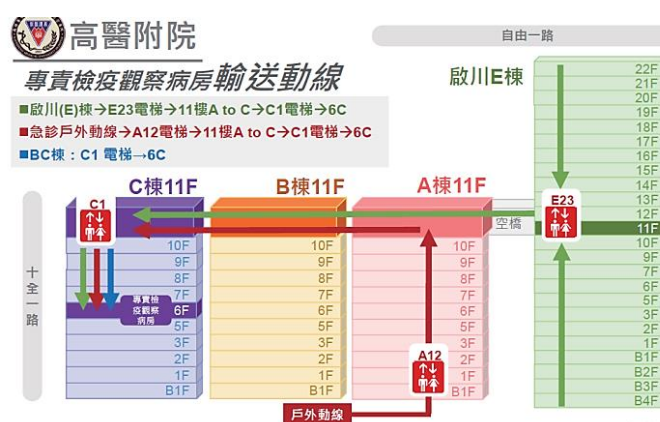 高醫附院
專責檢疫觀察病房輸送動線
■啟川(E)棟→E23電梯→11樓A to C→C1電梯→6C
■急診戶外動線→A12電梯→11樓A to C→C1電梯→6C
■BC棟：C1 電梯→6C
自由一路
啟川E棟
22F
21F
20F
19F
18F
17F
16F
15F
14F
13F
12F
11F
10F
9F
7F
6F
5F
3F
2F
1F
B1F
B2F
B3F
B4F
E23
空橋
十全一路
C棟11F
C1
10F
9F
8F
7F
6F
5F
3F
2F
1F
B1F
專責檢
疫觀察
病房
B棟11F
10F
9F
8F
7F
6F
5F
3F
2F
1F
B1F
A棟11F
10F
9F
8F
7F
6F
5F
3F
2F
1F
B1F
A12
戶外動線